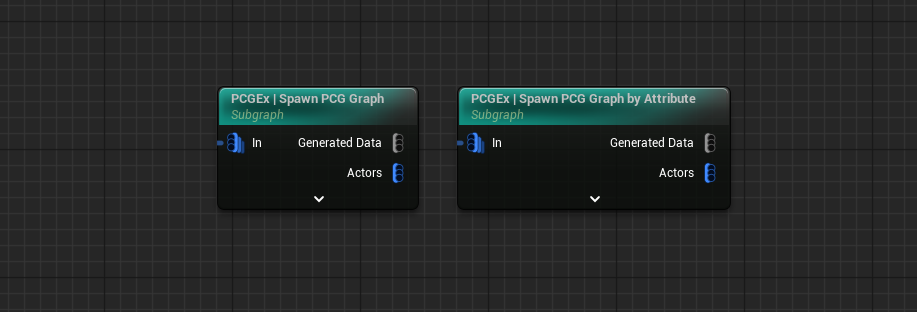 PCGEx | Spawn PCG Graph
Subgraph
In
Generated Data
Actors
PCGEx | Spawn PCG Graph by Attribute
Subgraph
In
Generated Data
Actors